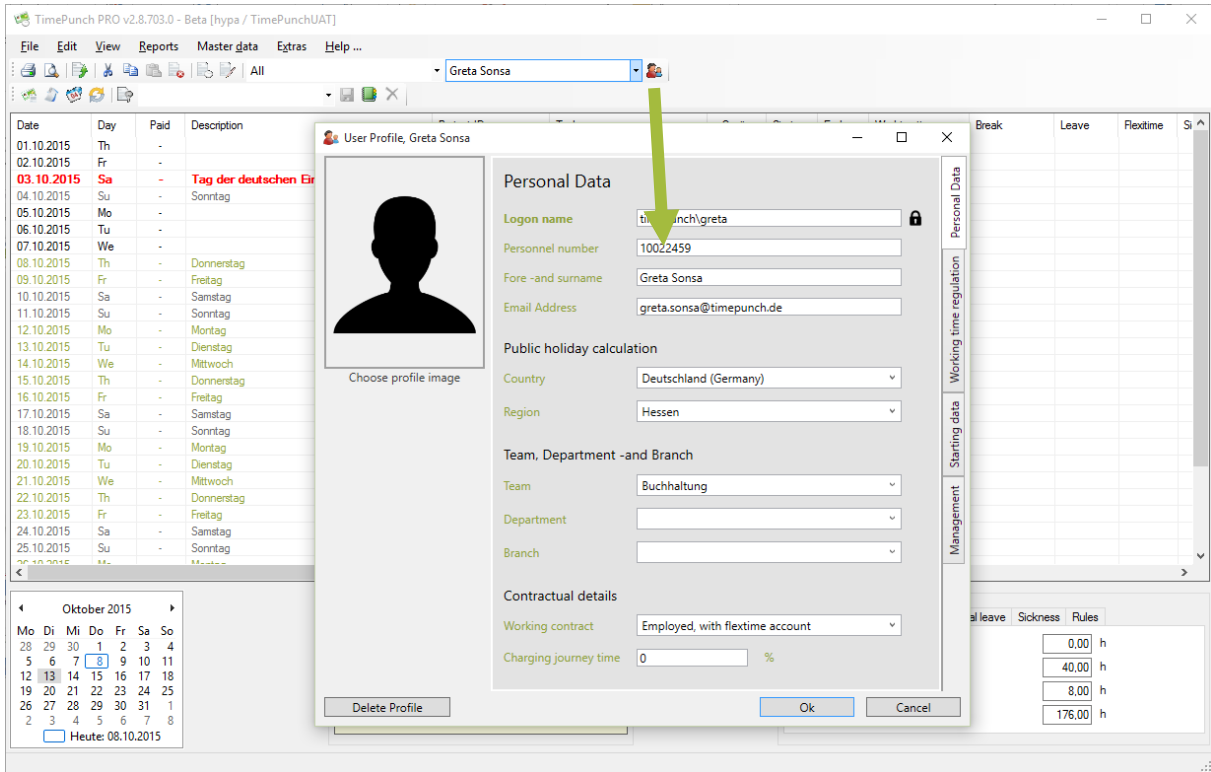 TimePunch PRO v2.8.703.0 - Beta [hypa / TimePunchUAT]
File Edit View Reports Master data Extras Help ...
All Greta Sonsa
Date Day Paid Description Break Leave Flexitime
01.10.2015 Th -
02.10.2015 Fr -
03.10.2015 Sa - Tag der deutschen Ein
04.10.2015 Su - Sonntag
05.10.2015 Mo -
06.10.2015 Tu -
07.10.2015 We -
08.10.2015 Th - Donnerstag
09.10.2015 Fr - Freitag
10.10.2015 Sa - Samstag
11.10.2015 Su - Sonntag
12.10.2015 Mo - Montag
13.10.2015 Tu - Dienstag
14.10.2015 We - Mittwoch
15.10.2015 Th - Donnerstag
16.10.2015 Fr - Freitag
17.10.2015 Sa - Samstag
18.10.2015 Su - Sonntag
19.10.2015 Mo - Montag
20.10.2015 Tu - Dienstag
21.10.2015 We - Mittwoch
22.10.2015 Th - Donnerstag
23.10.2015 Fr - Freitag
24.10.2015 Sa - Samstag
25.10.2015 Su - Sonntag
User Profile, Greta Sonsa
Choose profile image
Personal Data
Logon name
Personnel number 10022459
Fore -and surname Greta Sonsa
Email Address greta.sonsa@timepunch.de
Public holiday calculation
Country Deutschland (Germany)
Region Hessen
Team, Department -and Branch
Team Buchhaltung
Department
Branch
Contractual details
Working contract Employed, with flextime account
Charging journey time 0 %
Delete Profile Ok Cancel
Personal Data
Working time regulation
Starting data
Management
Oktober 2015
Mo Di Mi Do Fr Sa So
28 29 30 1 2 3 4
5 6 7 8 9 10 11
12 13 14 15 16 17 18
19 20 21 22 23 24 25
26 27 28 29 30 31 1
2 3 4 5 6 7 8
Heute: 08.10.2015
al leave Sickness Rules
0,00 h
40,00 h
8,00 h
176,00 h